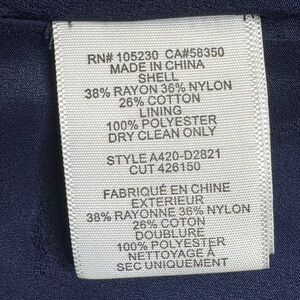 RN# 105230 CA#58350
MADE IN CHINA
SHELL
38% RAYON 36% NYLON
26% COTTON
LINING
100% POLYESTER
DRY CLEAN ONLY
STYLE A420-D2821
CUT 426150
FABRIQUÉ EN CHINE
EXTERIEUR
38% RAYONNE 36% NYLON
26% COTON
DOUBLURE
100% POLYESTER
NETTOYAGE À
SEC UNIQUEMENT